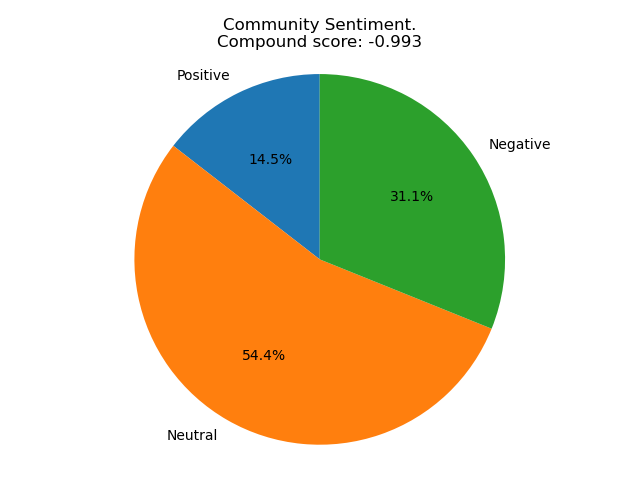 Community Sentiment.
Compound score: -0.993
Positive
14.5%
Negative
31.1%
54.4%
Neutral